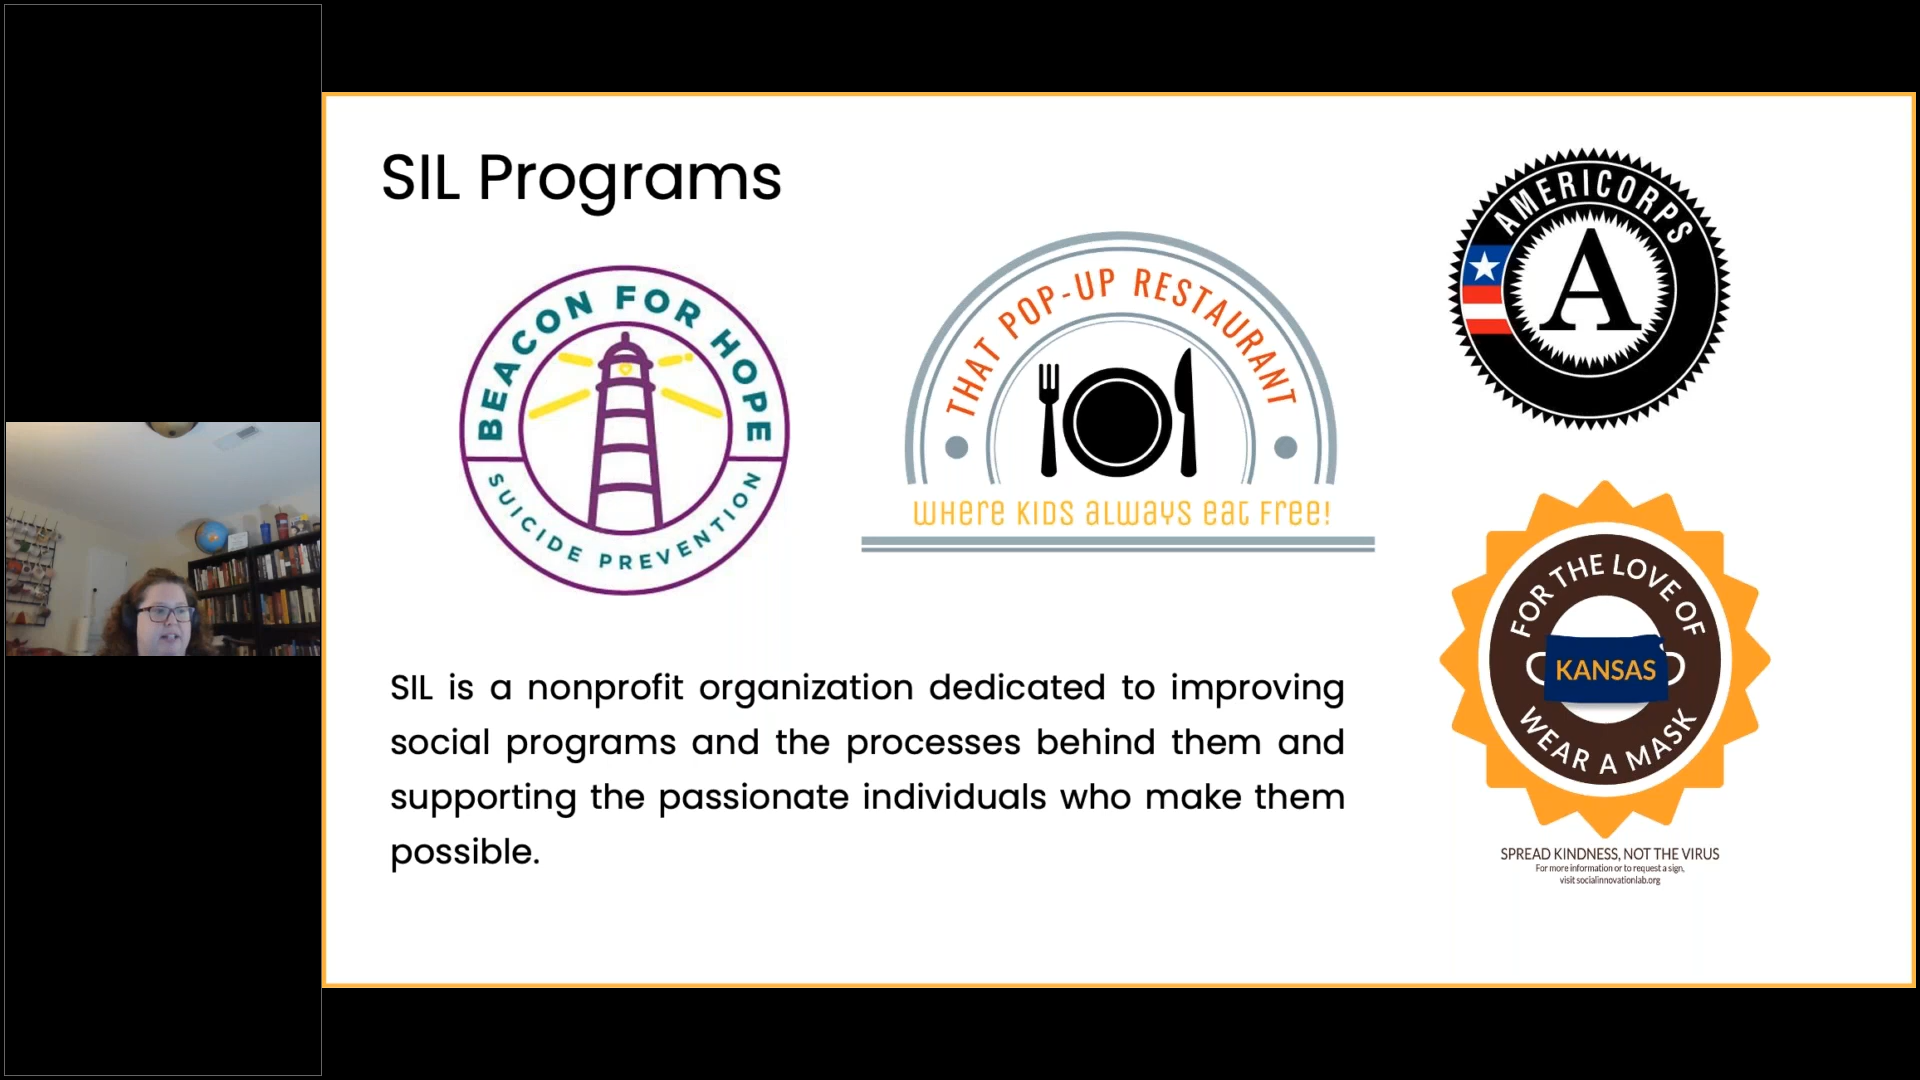 SIL Programs
BEACON FOR HOPE
SUICIDE PREVENTION
THAT POP-UP RESTAURANT
WHERE KIDS ALWAYS EAT FREE!
AMERICORPS
A
FOR THE LOVE OF
KANSAS
WEAR A MASK
SPREAD KINDNESS, NOT THE VIRUS
For more information or to request a sign,
visit socialinnovationlab.org
SIL is a nonprofit organization dedicated to improving
social programs and the processes behind them and
supporting the passionate individuals who make them
possible.